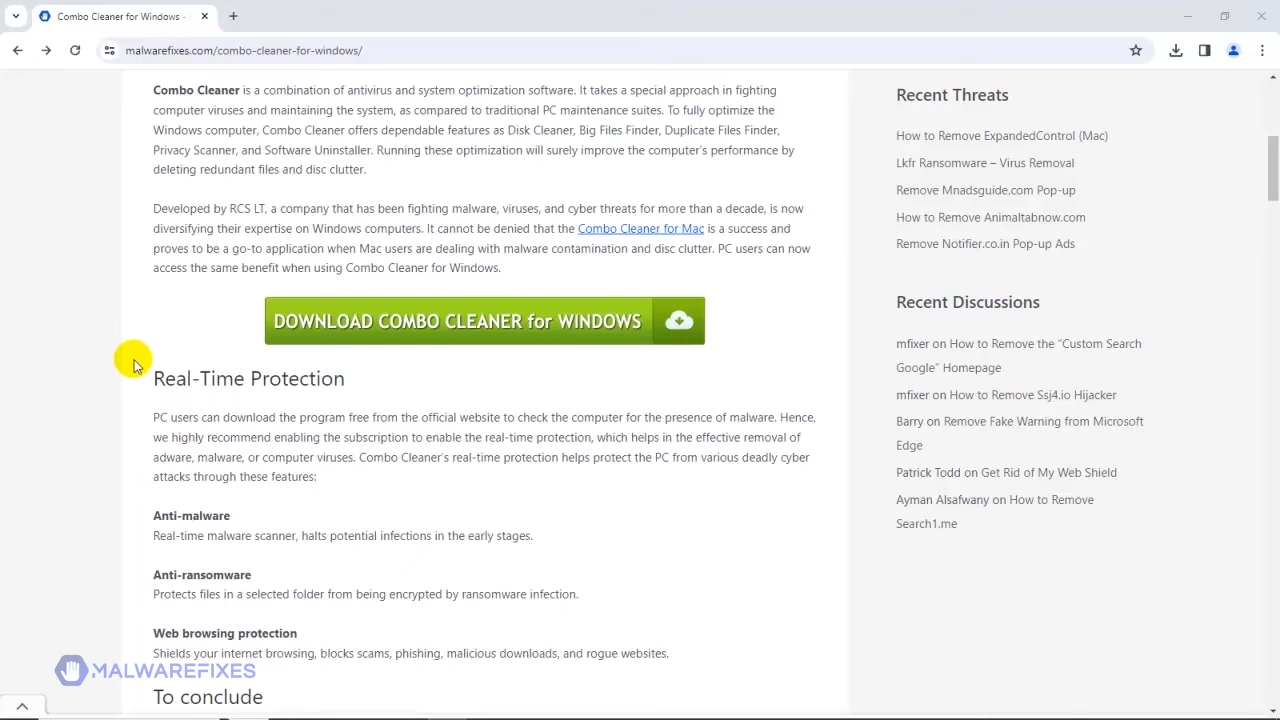 Combo Cleaner for Windows -
malwarefixes.com/combo-cleaner-for-windows/
Combo Cleaner is a combination of antivirus and system optimization software. It takes a special approach in fighting
computer viruses and maintaining the system, as compared to traditional PC maintenance suites. To fully optimize the
Windows computer, Combo Cleaner offers dependable features as Disk Cleaner, Big Files Finder, Duplicate Files Finder,
Privacy Scanner, and Software Uninstaller. Running these optimization will surely improve the computer's performance by
deleting redundant files and disc clutter.
Developed by RCS LT, a company that has been fighting malware, viruses, and cyber threats for more than a decade, is now
diversifying their expertise on Windows computers. It cannot be denied that the Combo Cleaner for Mac is a success and
proves to be a go-to application when Mac users are dealing with malware contamination and disc clutter. PC users can now
access the same benefit when using Combo Cleaner for Windows.
DOWNLOAD COMBO CLEANER for WINDOWS
Real-Time Protection
PC users can download the program free from the official website to check the computer for the presence of malware. Hence,
we highly recommend enabling the subscription to enable the real-time protection, which helps in the effective removal of
adware, malware, or computer viruses. Combo Cleaner's real-time protection helps protect the PC from various deadly cyber
attacks through these features:
Anti-malware
Real-time malware scanner, halts potential infections in the early stages.
Anti-ransomware
Protects files in a selected folder from being encrypted by ransomware infection.
Web browsing protection
Shields your internet browsing, blocks scams, phishing, malicious downloads, and rogue websites.
MALWAREFIXES
To conclude
Recent Threats
How to Remove ExpandedControl (Mac)
Lkfr Ransomware – Virus Removal
Remove Mnadsguide.com Pop-up
How to Remove Animaltabnow.com
Remove Notifier.co.in Pop-up Ads
Recent Discussions
mfixer on How to Remove the “Custom Search
Google” Homepage
mfixer on How to Remove Ssj4.io Hijacker
Barry on Remove Fake Warning from Microsoft
Edge
Patrick Todd on Get Rid of My Web Shield
Ayman Alsafwany on How to Remove
Search1.me